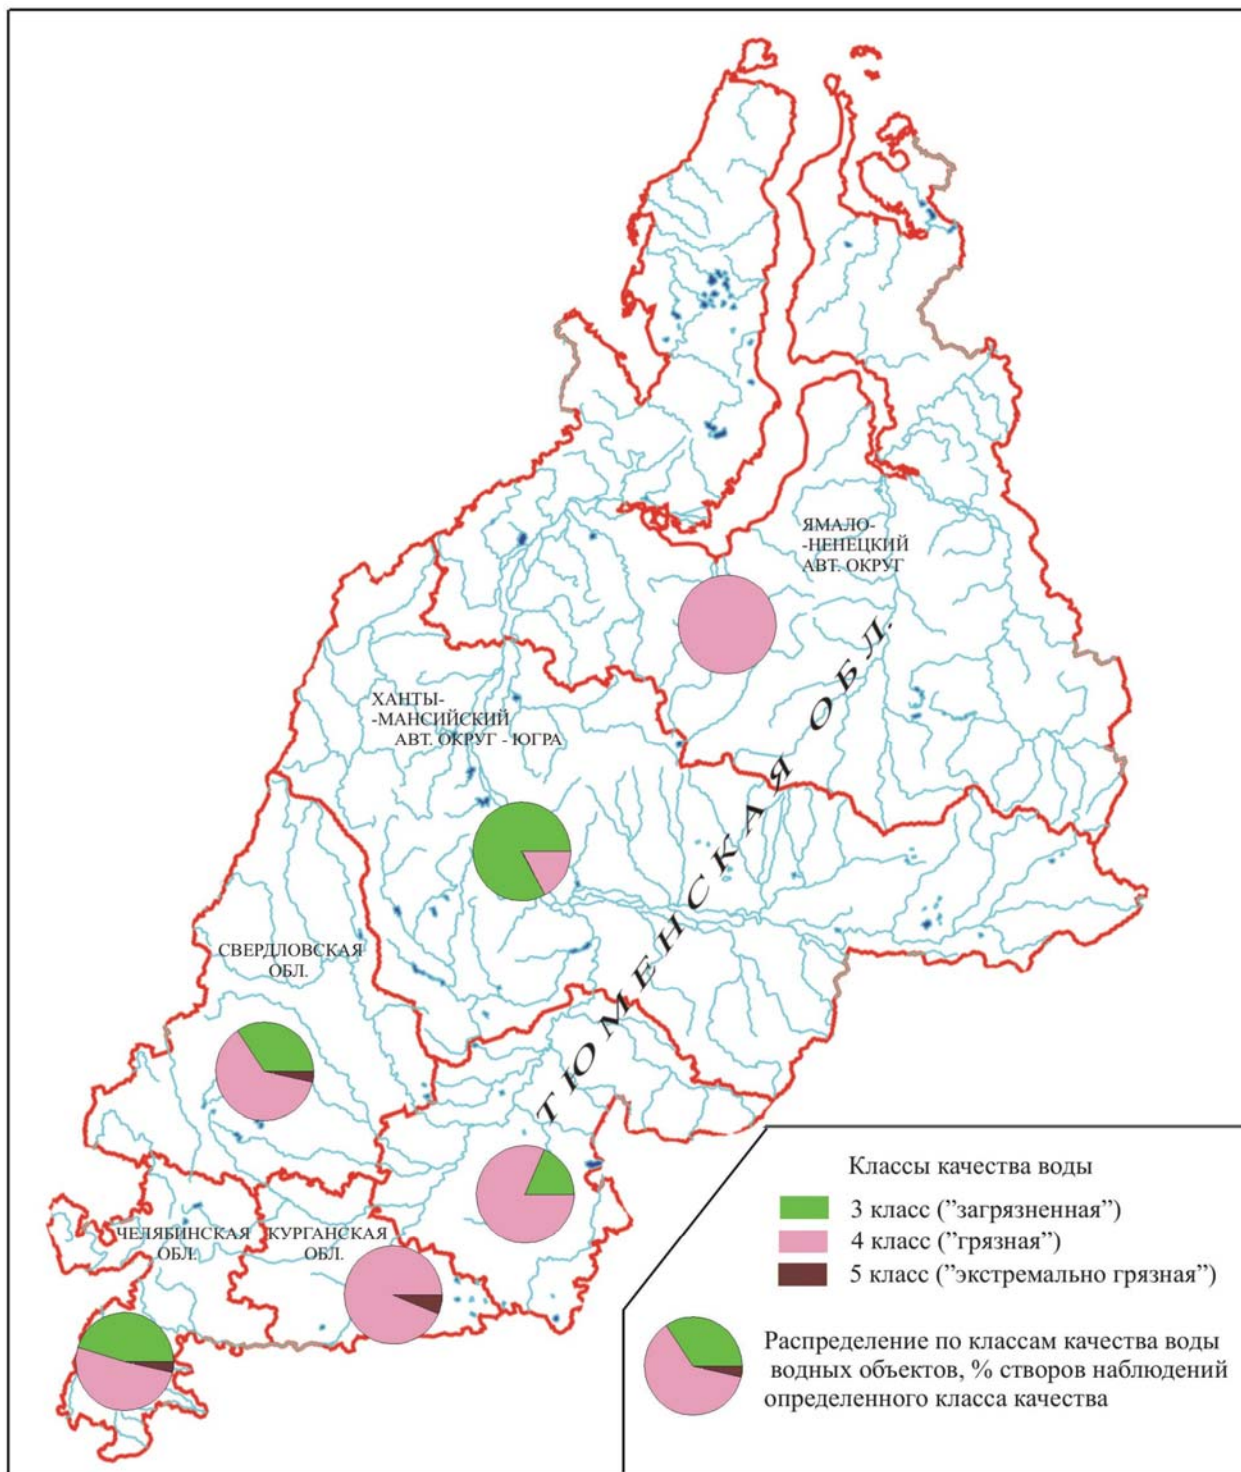 ЯМАЛО-
-НЕНЕЦКИЙ
АВТ. ОКРУГ
ХАНТЫ-
-МАНСИЙСКИЙ
АВТ. ОКРУГ - ЮГРА
ТЮМЕНСКАЯ ОБЛ.
СВЕРДЛОВСКАЯ
ОБЛ.
ЧЕЛЯБИНСКАЯ
ОБЛ.
КУРГАНСКАЯ
ОБЛ.
Классы качества воды
3 класс ("загрязненная")
4 класс ("грязная")
5 класс ("экстремально грязная")
Распределение по классам качества воды
водных объектов, % створов наблюдений
определенного класса качества